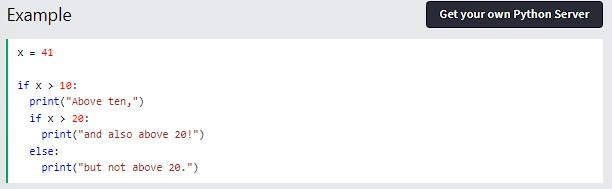 Example
Get your own Python Server
x = 41
if x > 10:
  print("Above ten,")
  if x > 20:
    print("and also above 20!")
  else:
    print("but not above 20.")